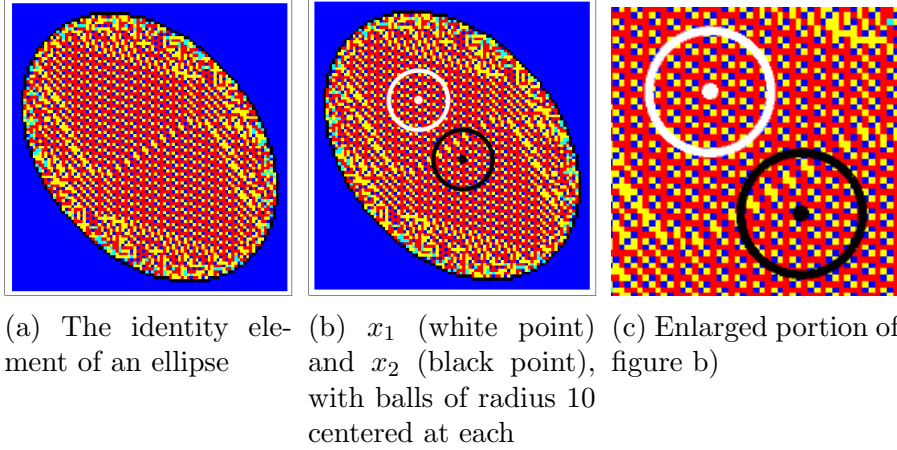 (a) The identity ele-
ment of an ellipse
(b) x₁ (white point)
and x₂ (black point),
with balls of radius 10
centered at each
(c) Enlarged portion of
figure b)